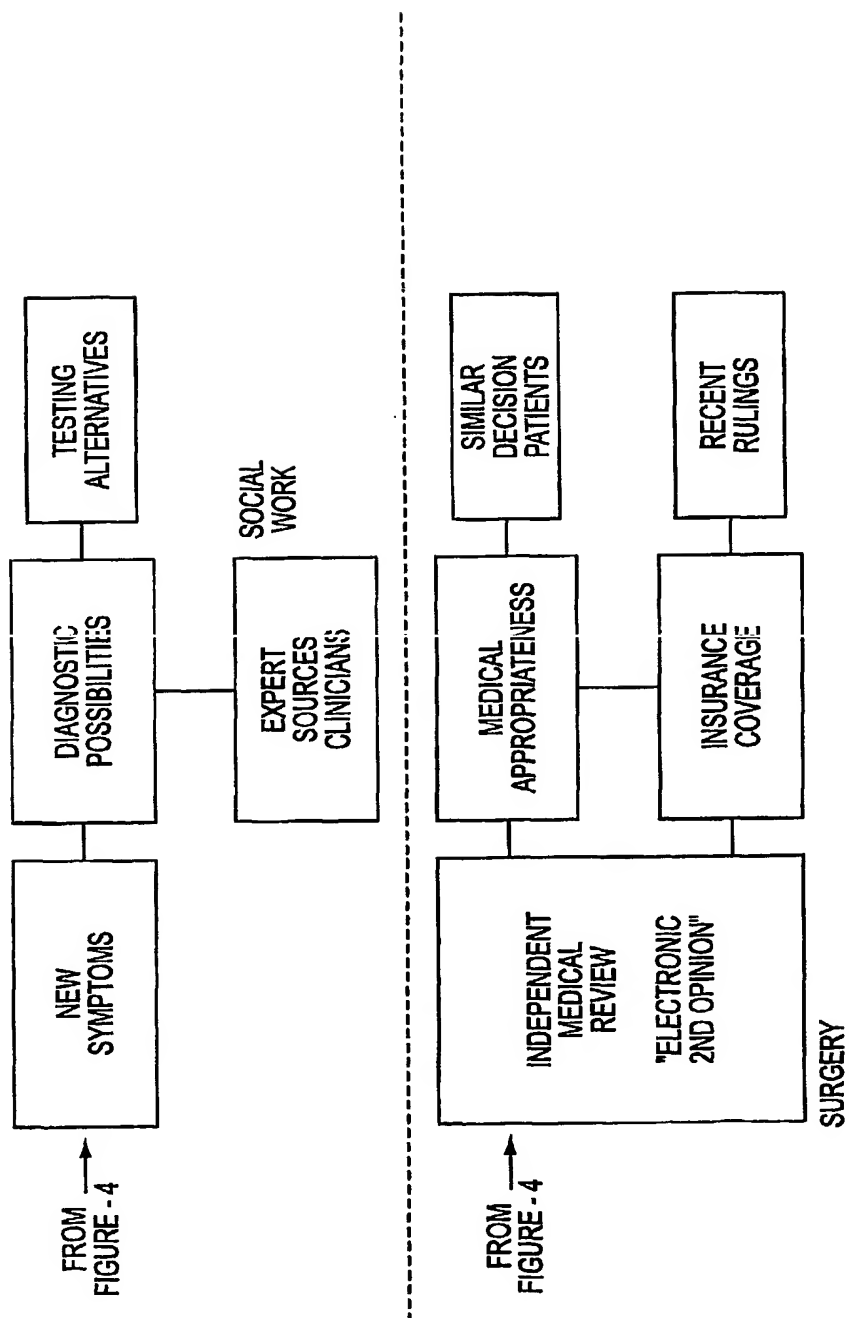 FROM
FIGURE - 4
NEW
SYMPTOMS
DIAGNOSTIC
POSSIBILITIES
TESTING
ALTERNATIVES
EXPERT
SOURCES
CLINICIANS
SOCIAL
WORK
FROM
FIGURE - 4
INDEPENDENT
MEDICAL
REVIEW
"ELECTRONIC
2ND OPINION"
SURGERY
MEDICAL
APPROPRIATENESS
SIMILAR
DECISION
PATIENTS
INSURANCE
COVERAGE
RECENT
RULINGS